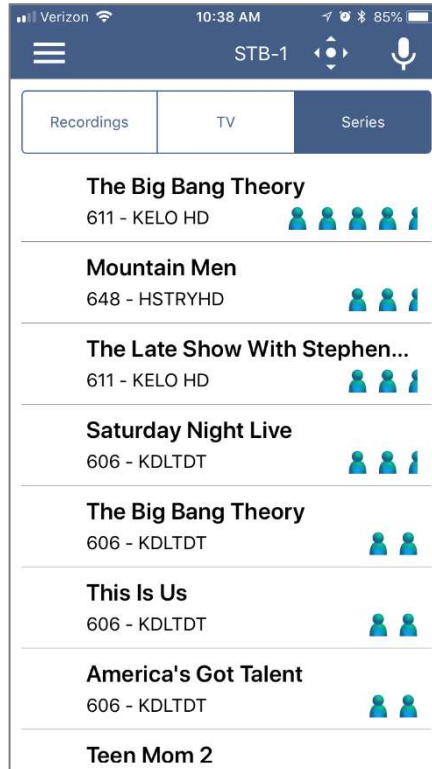 Verizon 10:38 AM 85%
STB-1
Recordings TV Series
The Big Bang Theory
611 - KELO HD
Mountain Men
648 - HSTRYHD
The Late Show With Stephen...
611 - KELO HD
Saturday Night Live
606 - KDLTDT
The Big Bang Theory
606 - KDLTDT
This Is Us
606 - KDLTDT
America's Got Talent
606 - KDLTDT
Teen Mom 2